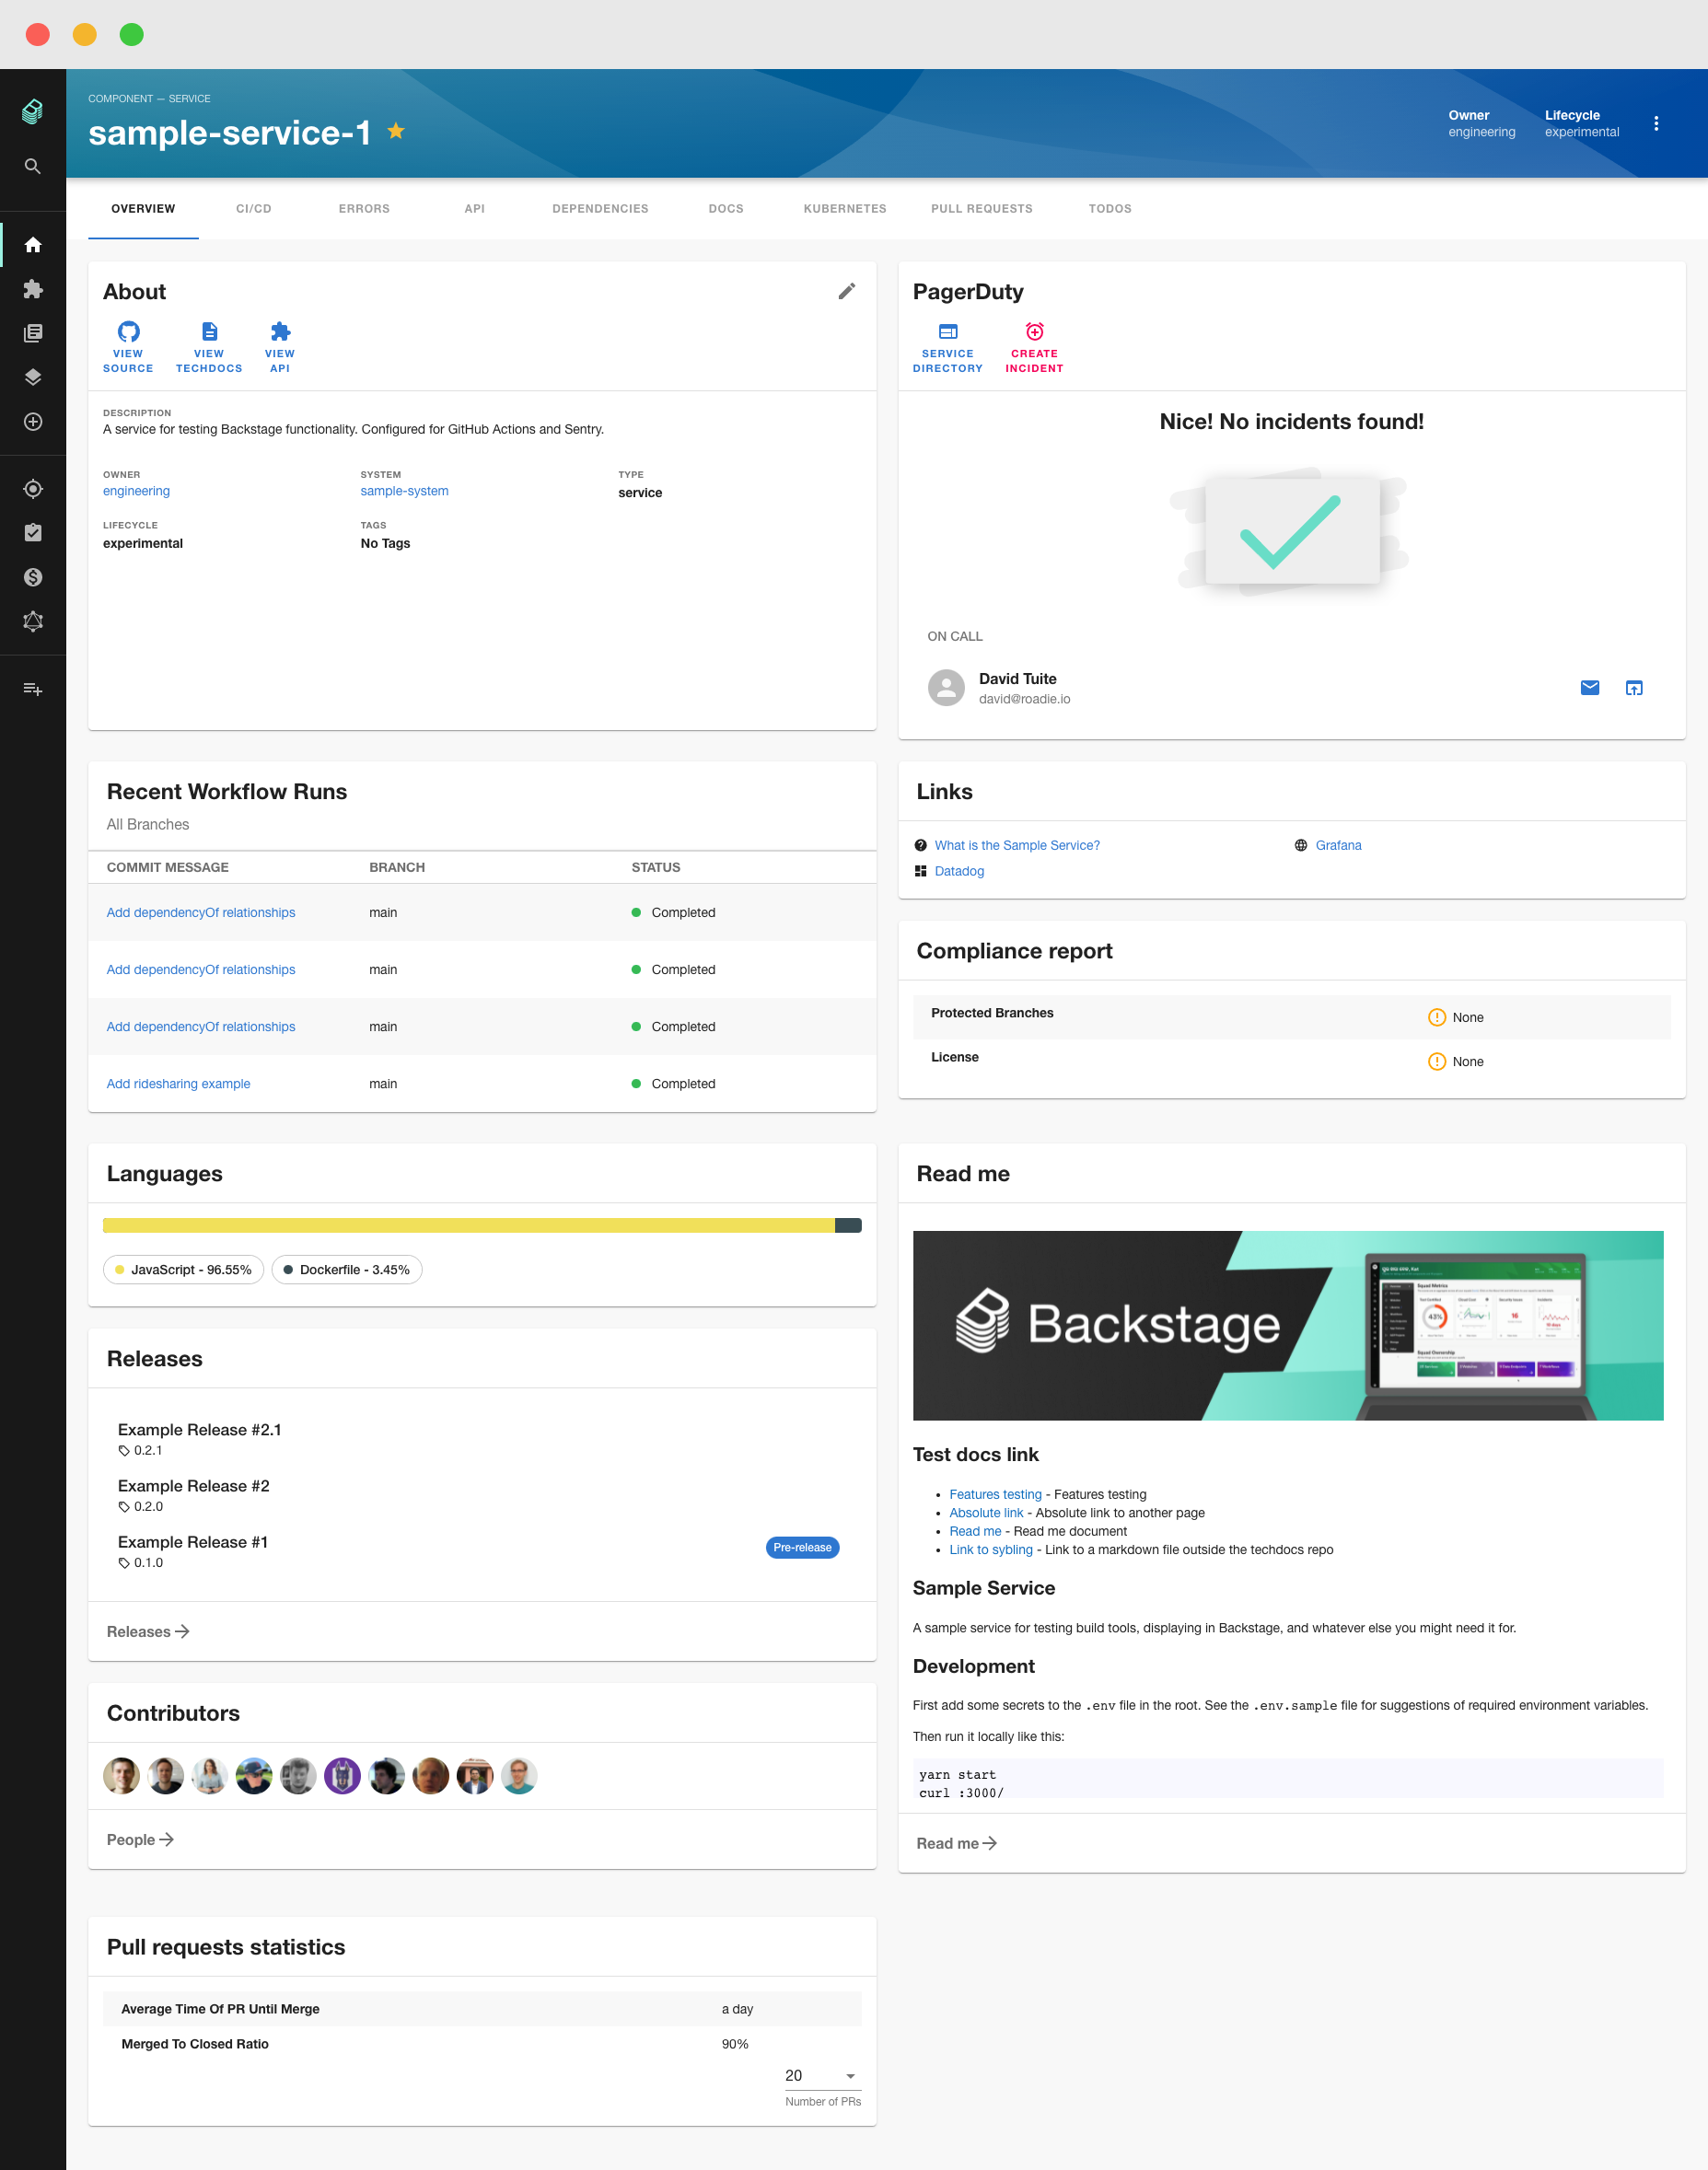 COMPONENT — SERVICE
sample-service-1
Owner
engineering
Lifecycle
experimental
OVERVIEW
CI/CD
ERRORS
API
DEPENDENCIES
DOCS
KUBERNETES
PULL REQUESTS
TODOS
About
VIEW SOURCE
VIEW TECHDOCS
VIEW API
DESCRIPTION
A service for testing Backstage functionality. Configured for GitHub Actions and Sentry.
OWNER
engineering
SYSTEM
sample-system
TYPE
service
LIFECYCLE
experimental
TAGS
No Tags
PagerDuty
SERVICE DIRECTORY
CREATE INCIDENT
Nice! No incidents found!
ON CALL
David Tuite
david@roadie.io
Recent Workflow Runs
All Branches
COMMIT MESSAGE BRANCH STATUS
Add dependencyOf relationships main Completed
Add dependencyOf relationships main Completed
Add dependencyOf relationships main Completed
Add ridesharing example main Completed
Links
What is the Sample Service?
Grafana
Datadog
Compliance report
Protected Branches None
License None
Languages
JavaScript - 96.55%
Dockerfile - 3.45%
Releases
Example Release #2.1
0.2.1
Example Release #2
0.2.0
Example Release #1
0.1.0
Pre-release
Releases
Contributors
People
Read me
Backstage
Squad Metrics
43%
16
Squad Ownership
Test docs link
Features testing - Features testing
Absolute link - Absolute link to another page
Read me - Read me document
Link to sybling - Link to a markdown file outside the techdocs repo
Sample Service
A sample service for testing build tools, displaying in Backstage, and whatever else you might need it for.
Development
First add some secrets to the .env file in the root. See the .env.sample file for suggestions of required environment variables.
Then run it locally like this:
yarn start
curl :3000/
Read me
Pull requests statistics
Average Time Of PR Until Merge a day
Merged To Closed Ratio 90%
20
Number of PRs